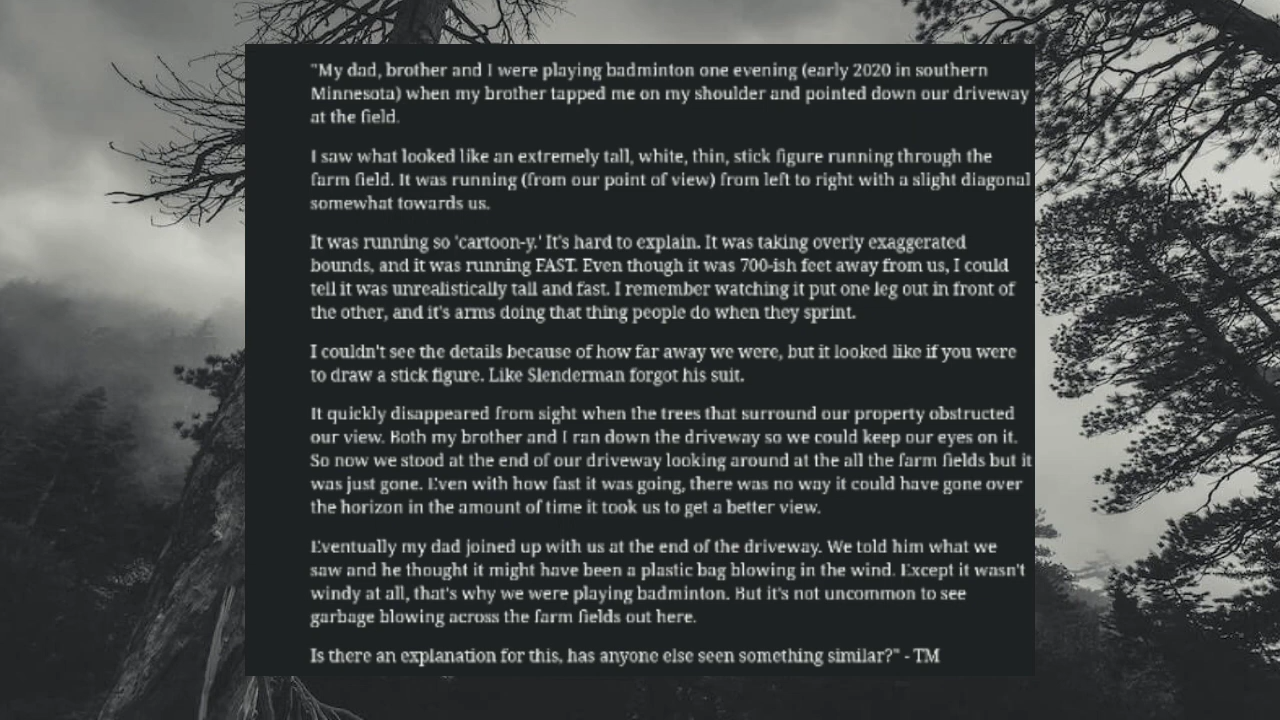 "My dad, brother and I were playing badminton one evening (early 2020 in southern
Minnesota) when my brother tapped me on my shoulder and pointed down our driveway
at the field.
I saw what looked like an extremely tall, white, thin, stick figure running through the
farm field. It was running (from our point of view) from left to right with a slight diagonal
somewhat towards us.
It was running so 'cartoon-y.' It's hard to explain. It was taking overly exaggerated
bounds, and it was running FAST. Even though it was 700-ish feet away from us, I could
tell it was unrealistically tall and fast. I remember watching it put one leg out in front of
the other, and it's arms doing that thing people do when they sprint.
I couldn't see the details because of how far away we were, but it looked like if you were
to draw a stick figure. Like Slenderman forgot his suit.
It quickly disappeared from sight when the trees that surround our property obstructed
our view. Both my brother and I ran down the driveway so we could keep our eyes on it.
So now we stood at the end of our driveway looking around at the all the farm fields but it
was just gone. Even with how fast it was going, there was no way it could have gone over
the horizon in the amount of time it took us to get a better view.
Eventually my dad joined up with us at the end of the driveway. We told him what we
saw and he thought it might have been a plastic bag blowing in the wind. Except it wasn't
windy at all, that's why we were playing badminton. But it's not uncommon to see
garbage blowing across the farm fields out here.
Is there an explanation for this, has anyone else seen something similar?" - TM